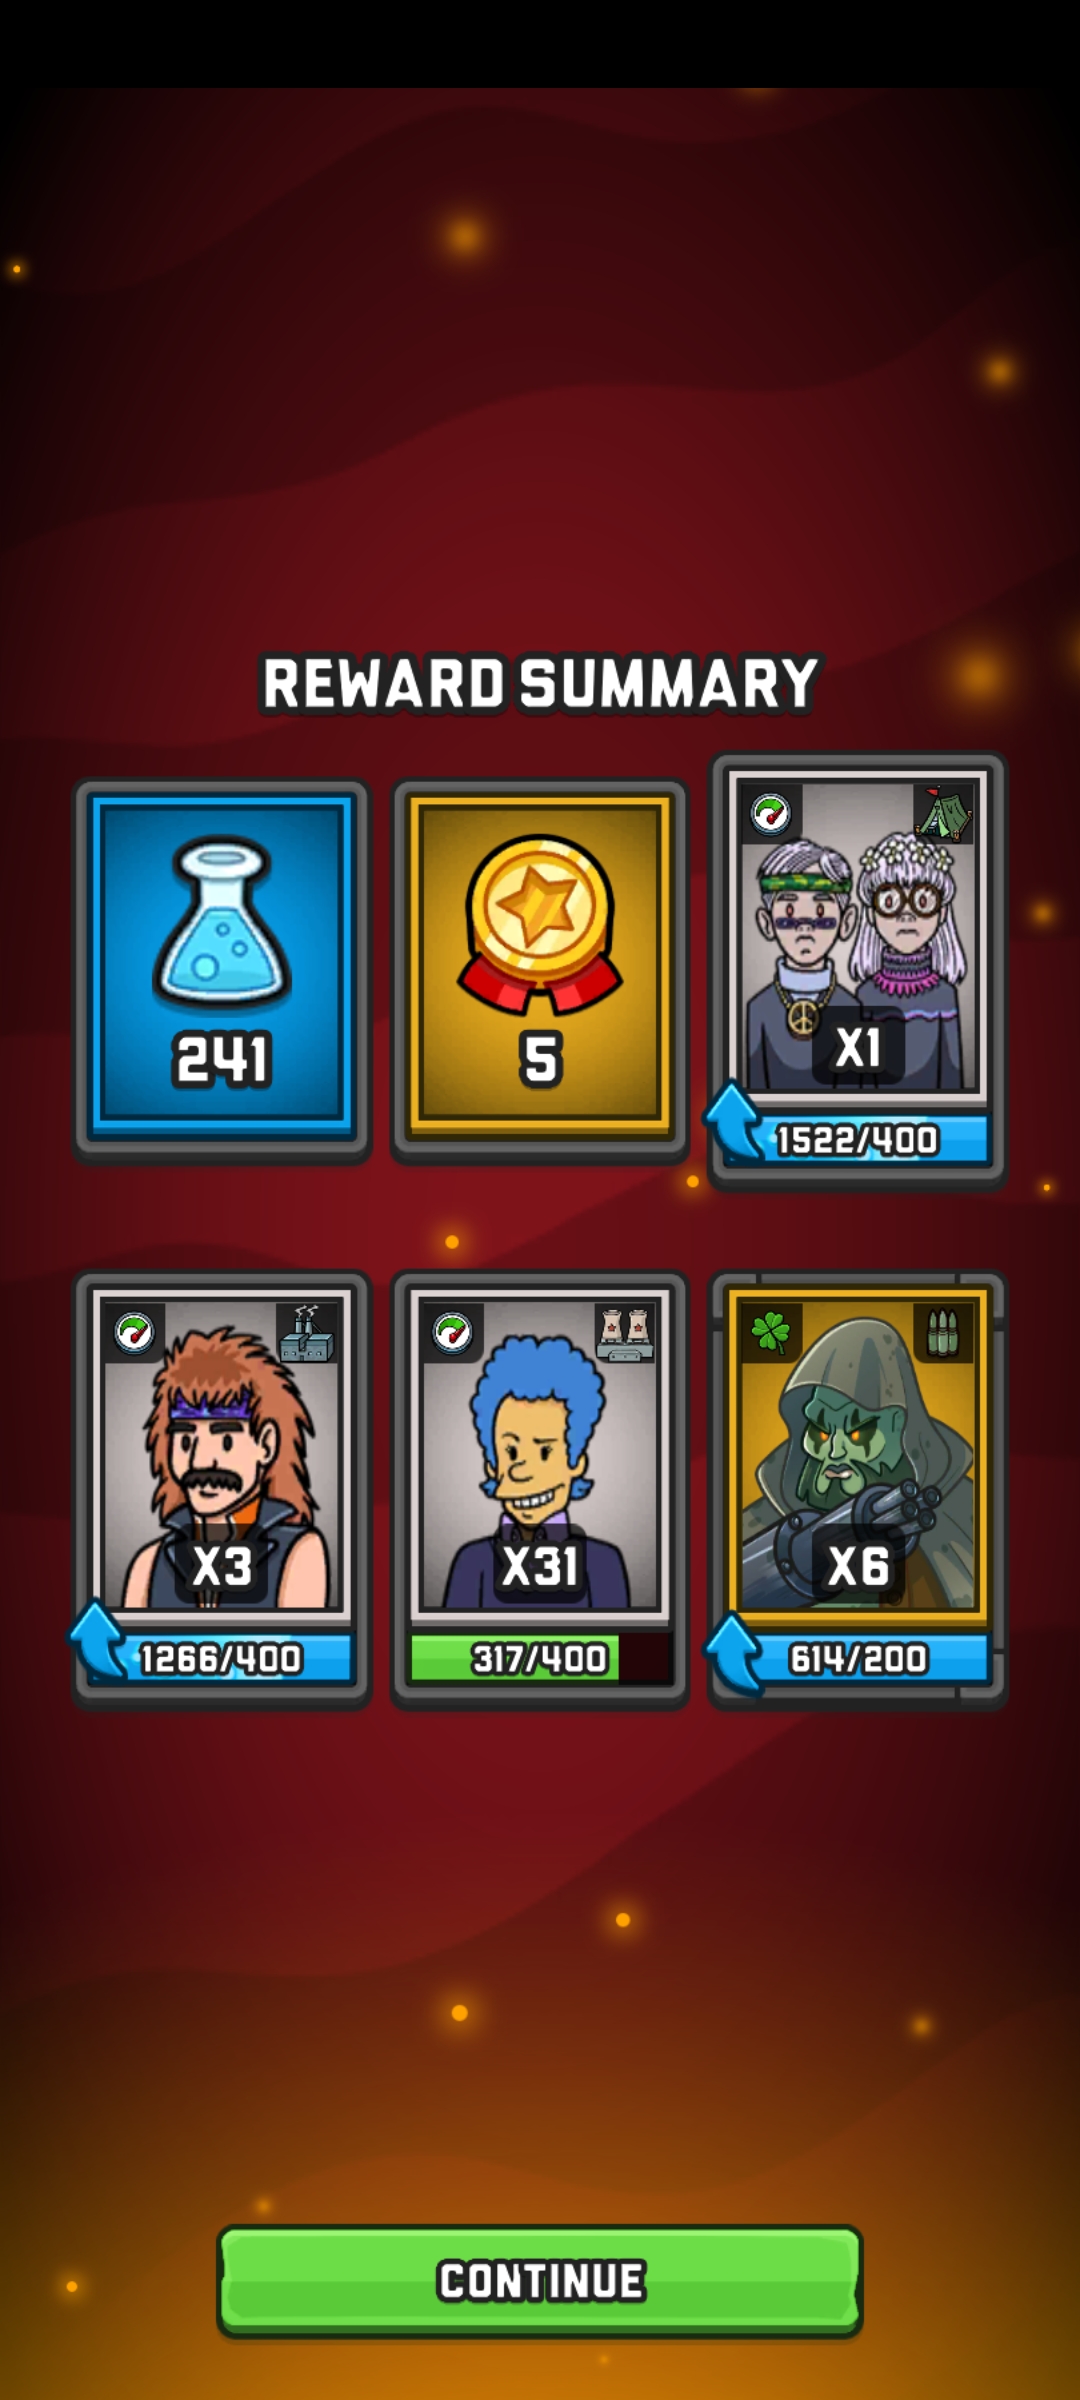 REWARD SUMMARY
241
5
X1
1522/400
X3
1266/400
X31
317/400
X6
614/200
CONTINUE